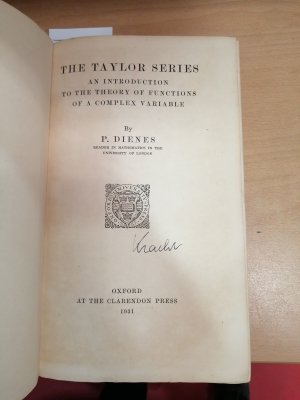 THE TAYLOR SERIES
AN INTRODUCTION
TO THE THEORY OF FUNCTIONS
OF A COMPLEX VARIABLE
By
P. DIENES
READER IN MATHEMATICS IN THE
UNIVERSITY OF LONDON
OXFORD
AT THE CLARENDON PRESS
1931